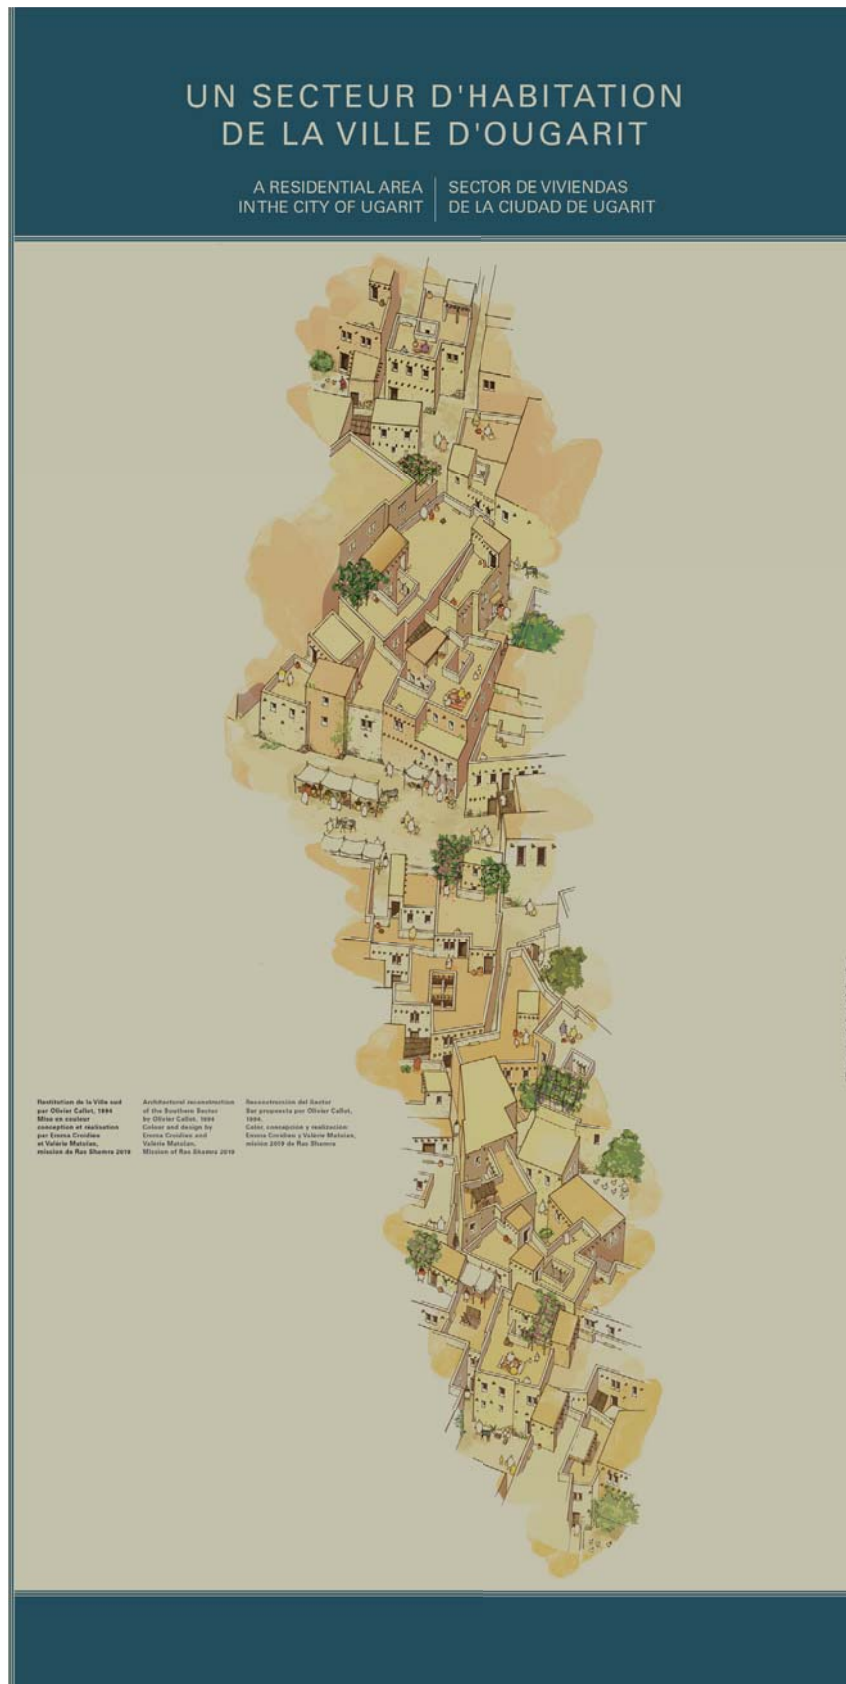 UN SECTEUR D'HABITATION
DE LA VILLE D'OUGARIT
A RESIDENTIAL AREA
IN THE CITY OF UGARIT
SECTOR DE VIVIENDAS
DE LA CIUDAD DE UGARIT
Restitution de la Ville sud
par Olivier Callot, 1994
Mise en couleur
conception et réalisation
par Emma Croidieu
et Valérie Matoïan,
mission de Ras Shamra 2019
Architectural reconstruction
of the Southern Sector
by Olivier Callot, 1994
Colour and design by
Emma Croidieu and
Valérie Matoïan,
Mission of Ras Shamra 2019
Reconstrucción del Sector
Sur propuesta por Olivier Callot,
1994.
Color, concepción y realización:
Emma Croidieu y Valérie Matoïan,
misión 2019 de Ras Shamra